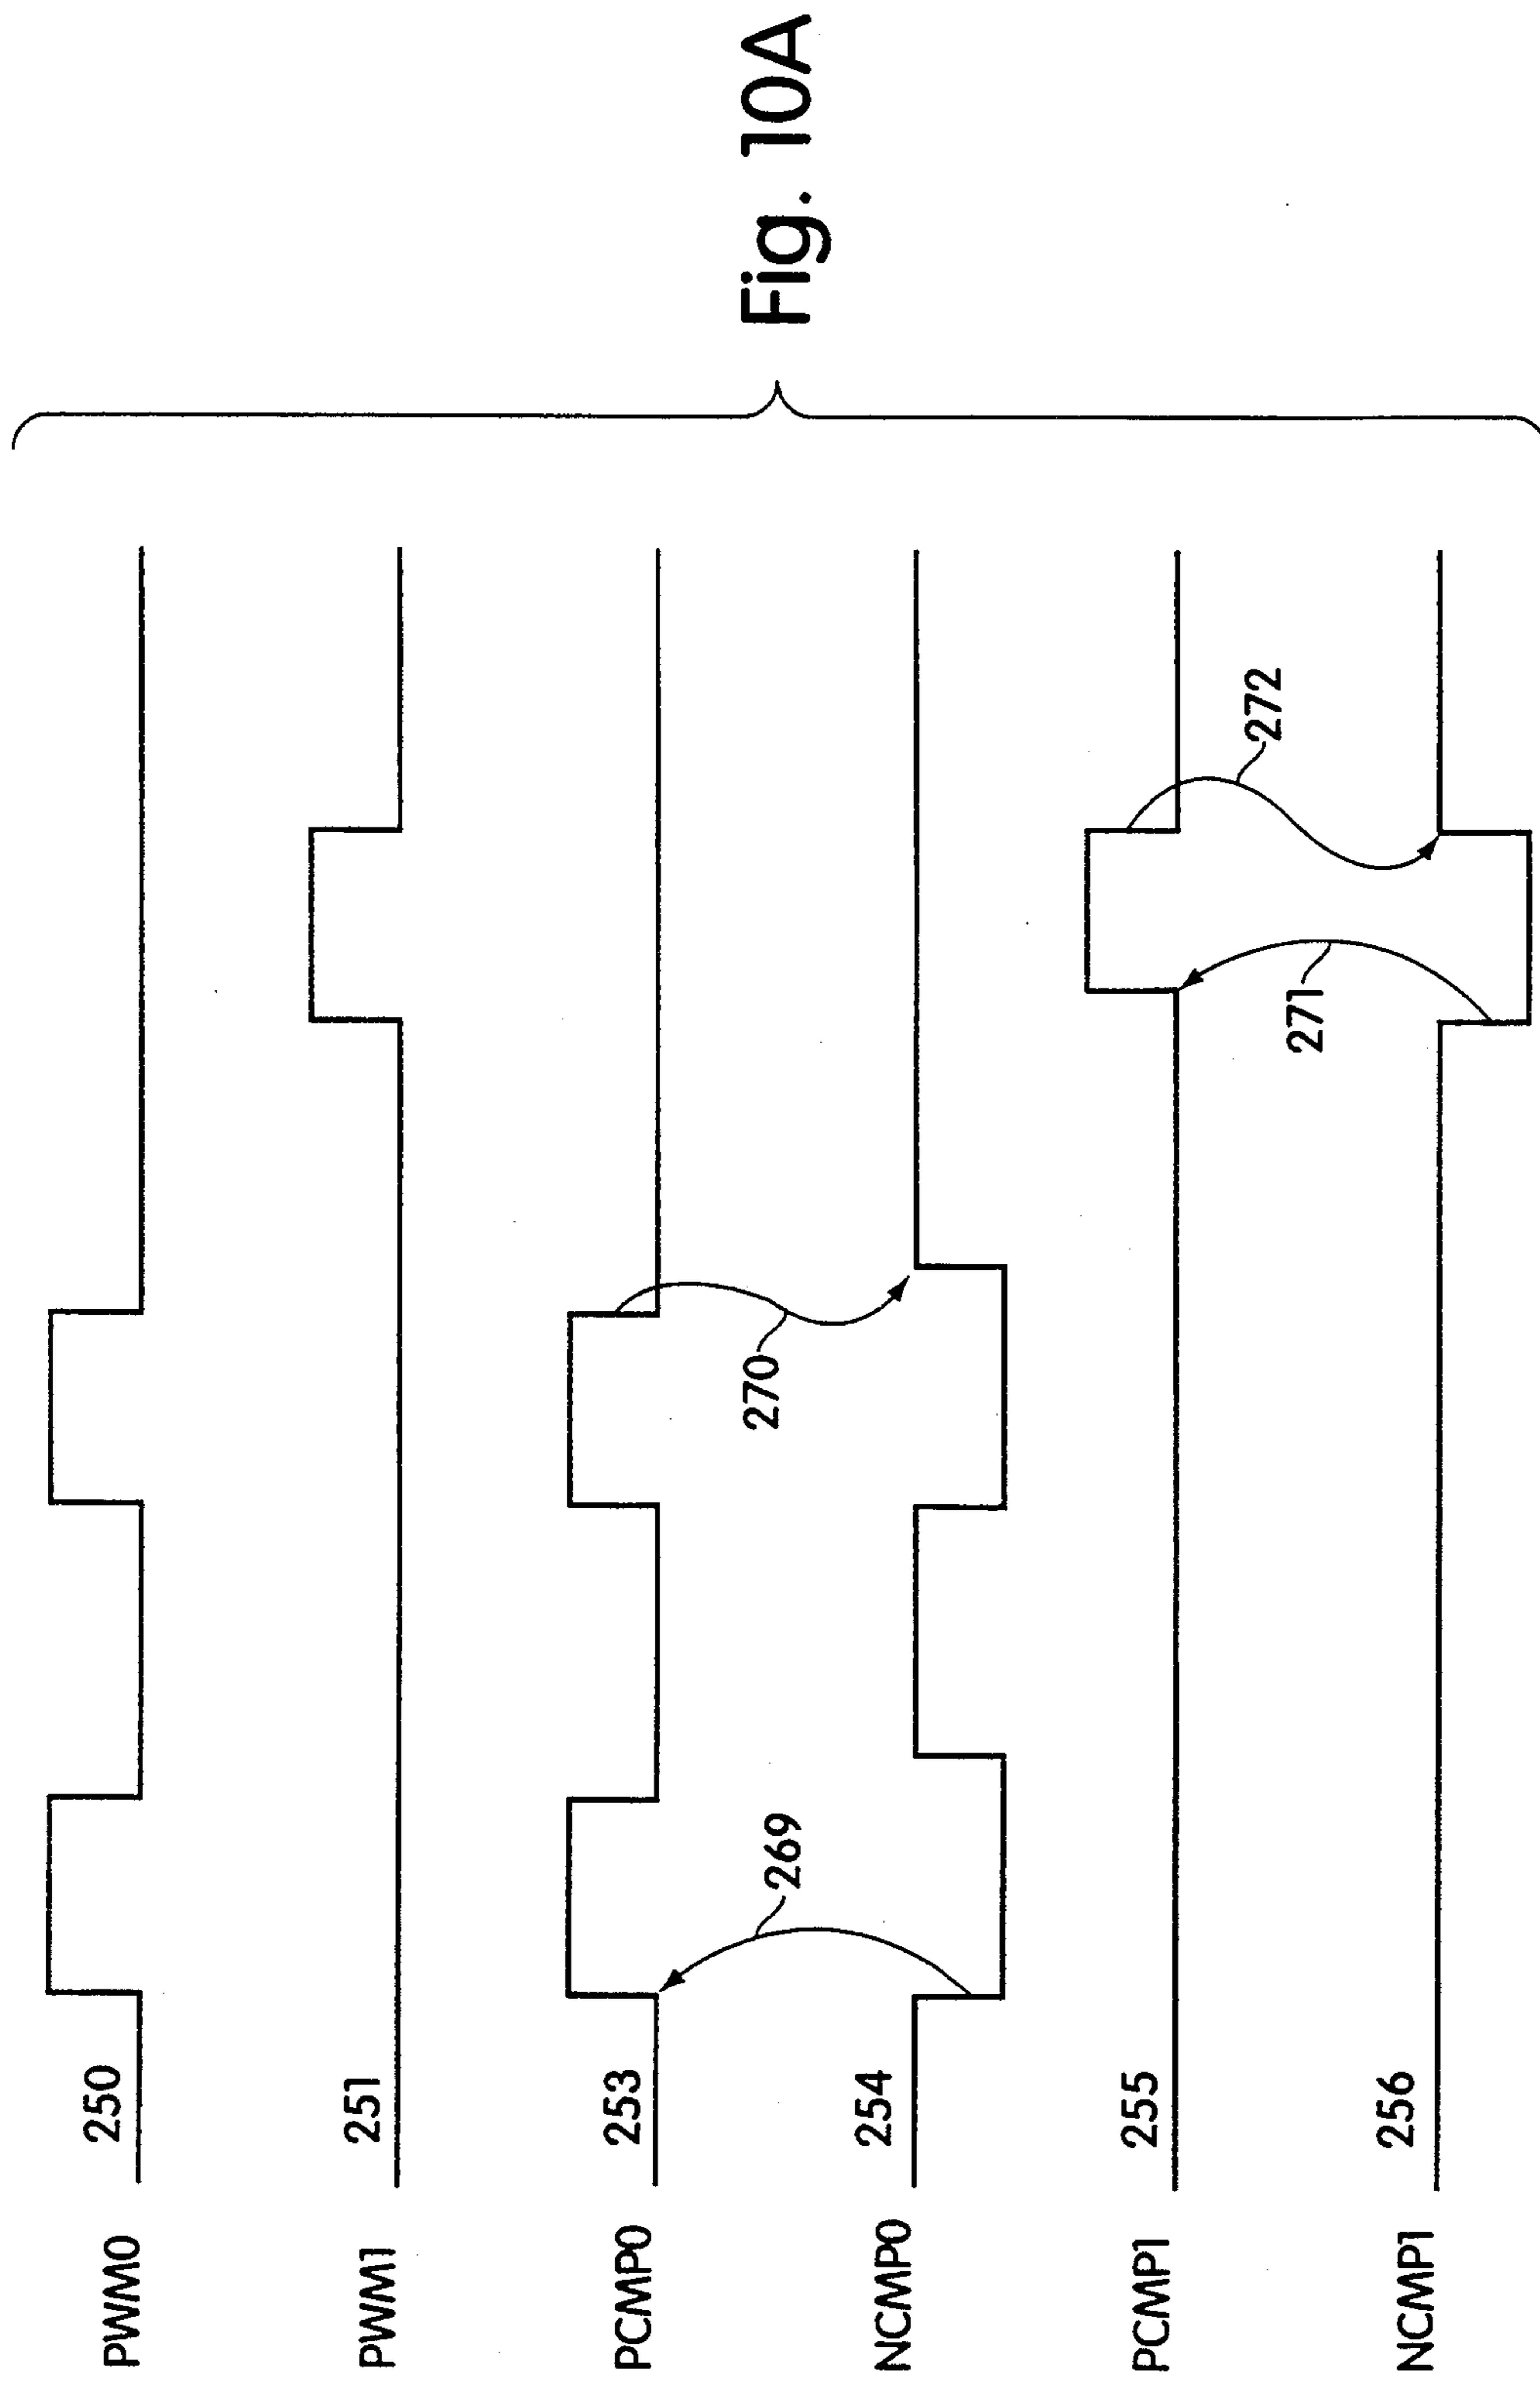 PWM0 250
PWM1 251
PCMP0 253
269
270
NCMP0 254
PCMP1 255
271
272
NCMP1 256
Fig. 10A